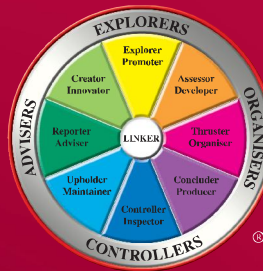 EXPLORERS
Explorer
Promoter
Creator
Innovator
Assessor
Developer
ADVISERS
Reporter
Adviser
LINKER
Thruster
Organiser
ORGANISERS
Upholder
Maintainer
Concluder
Producer
Controller
Inspector
CONTROLLERS
®